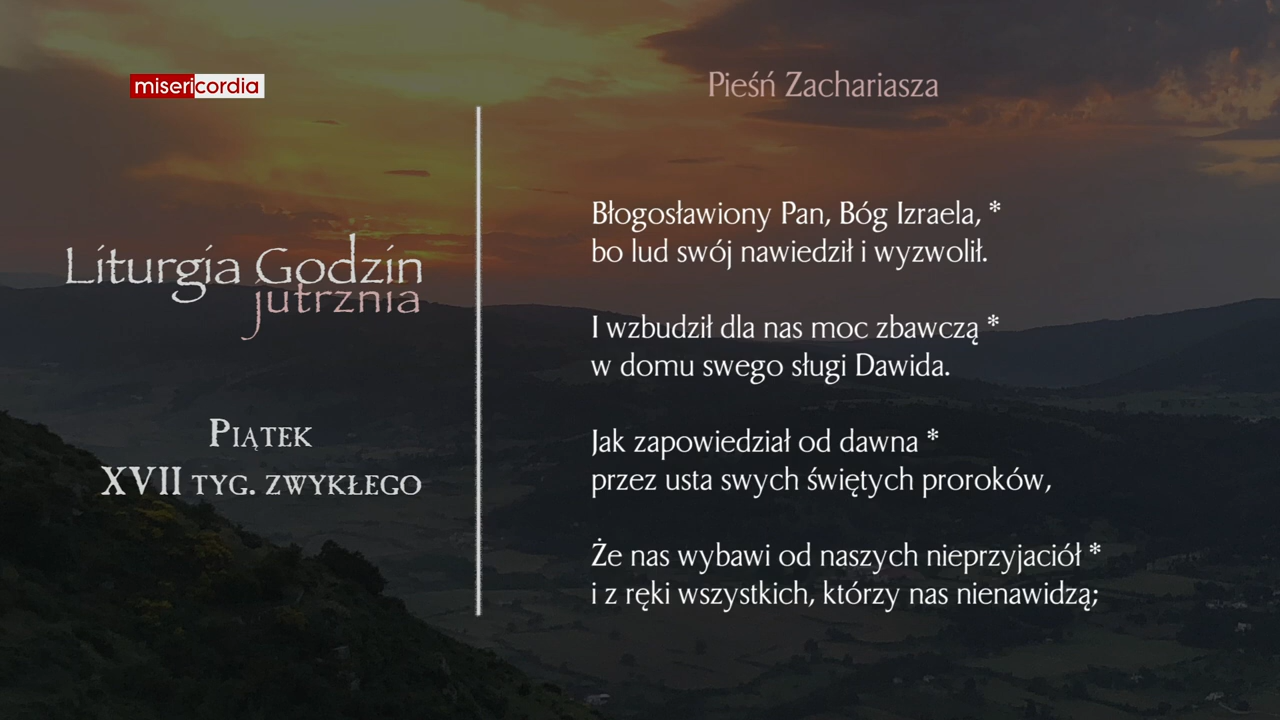 misericordia
Liturgia Godzin
jutrznia
Piątek
XVII tyg. zwykłego
Pieśń Zachariasza
Błogosławiony Pan, Bóg Izraela, *
bo lud swój nawiedził i wyzwolił.
I wzbudził dla nas moc zbawczą *
w domu swego sługi Dawida.
Jak zapowiedział od dawna *
przez usta swych świętych proroków,
Że nas wybawi od naszych nieprzyjaciół *
i z ręki wszystkich, którzy nas nienawidzą;